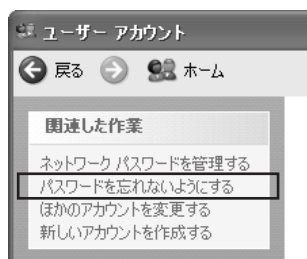 ユーザー アカウント
戻る ホーム
関連した作業
ネットワーク パスワードを管理する
パスワードを忘れないようにする
ほかのアカウントを変更する
新しいアカウントを作成する